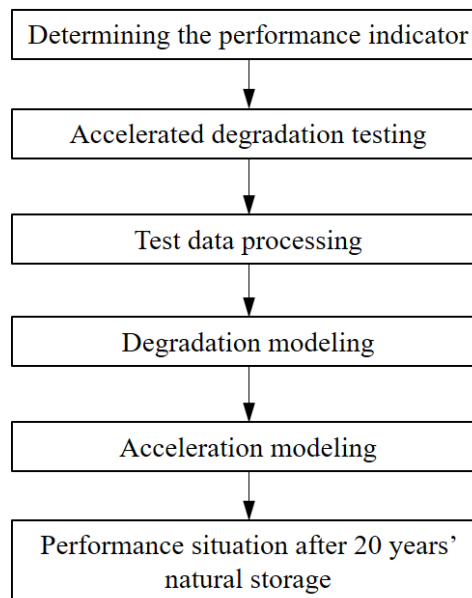 Determining the performance indicator
Accelerated degradation testing
Test data processing
Degradation modeling
Acceleration modeling
Performance situation after 20 years’
natural storage